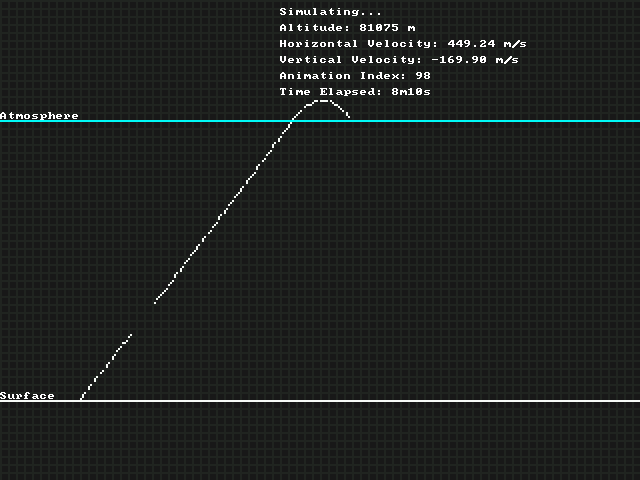 Simulating...
Altitude: 81075 m
Horizontal Velocity: 449.24 m/s
Vertical Velocity: -169.90 m/s
Animation Index: 98
Time Elapsed: 8m10s
Atmosphere
Surface